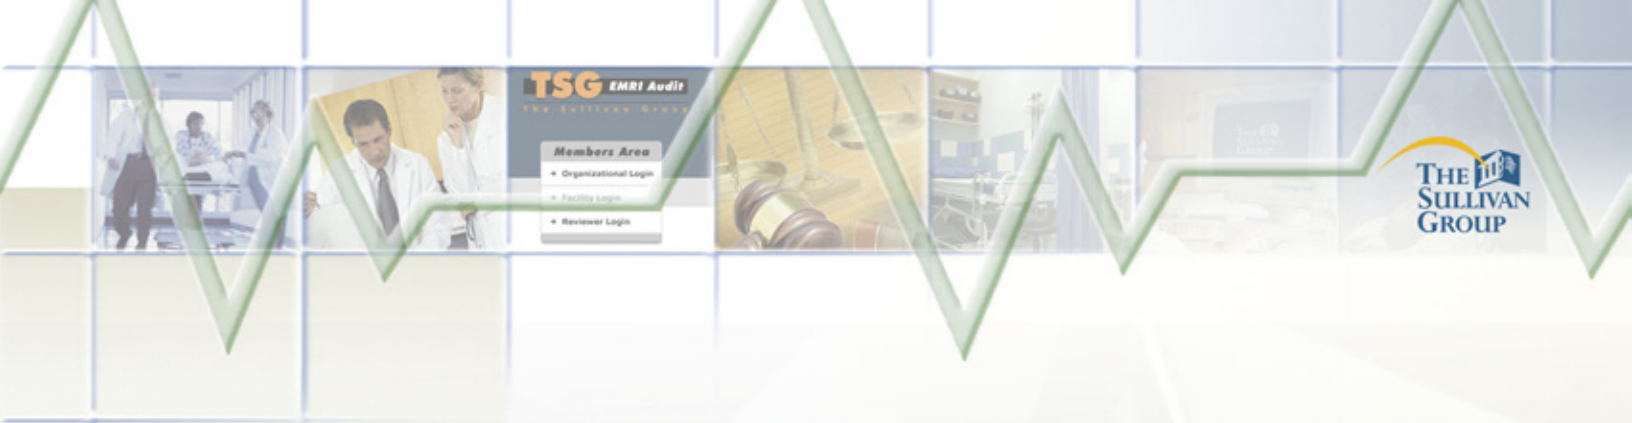 TSG EMRI Audit
The Sullivan Group
Members Area
→ Organizational Login
→ Facility Login
→ Reviewer Login
THE
SULLIVAN
GROUP